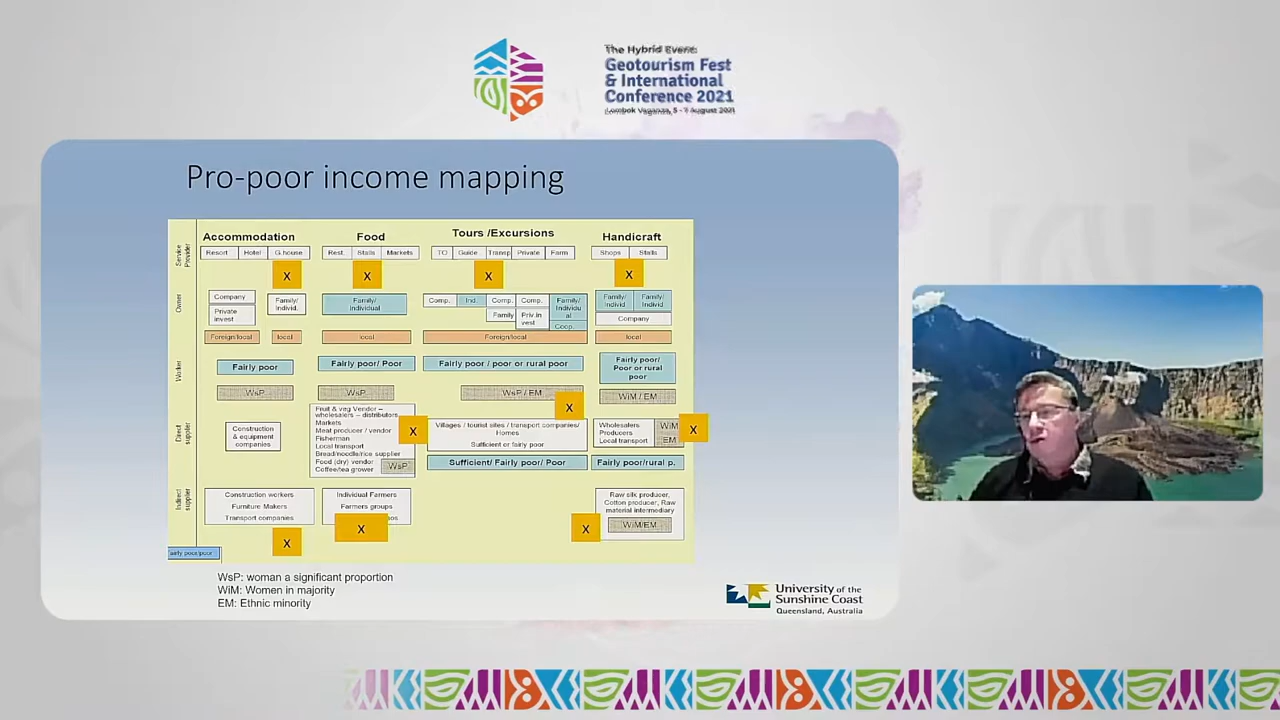 The Hybrid Event:
Geotourism Fest
& International
Conference 2021
Lombok Vaganza, 5 - 7 August 2021
Pro-poor income mapping
Accommodation
Food
Tours /Excursions
Handicraft
Service Provider
Resort
Hotel
G.house
Rest.
Stalls
Markets
TO
Guide
Transp
Private
Farm
Shops
Stalls
X
X
X
X
Owner
Company
Private
invest
Family/
Individ.
Family/
individual
Comp.
Ind.
Comp.
Family
Comp.
Priv.in
vest
Family/
Individu
al
Coop.
Family/
Individ
Family/
Individ
Company
Foreign/local
local
local
Foreign/local
local
Worker
Fairly poor
Fairly poor/ Poor
Fairly poor / poor or rural poor
Fairly poor/
Poor or rural
poor
WsP
WsP
WsP / EM
WiM / EM
X
Direct supplier
Construction
& equipment
companies
Fruit & veg Vendor –
wholesalers – distributors
Markets
Meat producer / vendor
Fisherman
Local transport
Bread/noodle/rice supplier
Food (dry) vendor
Coffee/tea grower
WsP
X
Villages / tourist sites / transport companies/
Homes
Sufficient or fairly poor
Sufficient/ Fairly poor/ Poor
Wholesalers
Producers
Local transport
WiM
EM
X
Fairly poor/rural p.
Indirect supplier
Construction workers
Furniture Makers
Transport companies
X
Individual Farmers
Farmers groups
X
X
Raw silk producer,
Cotton producer, Raw
material intermediary
WiM/EM
airly poor/poor
WsP: woman a significant proportion
WiM: Women in majority
EM: Ethnic minority
University of the
Sunshine Coast
Queensland, Australia